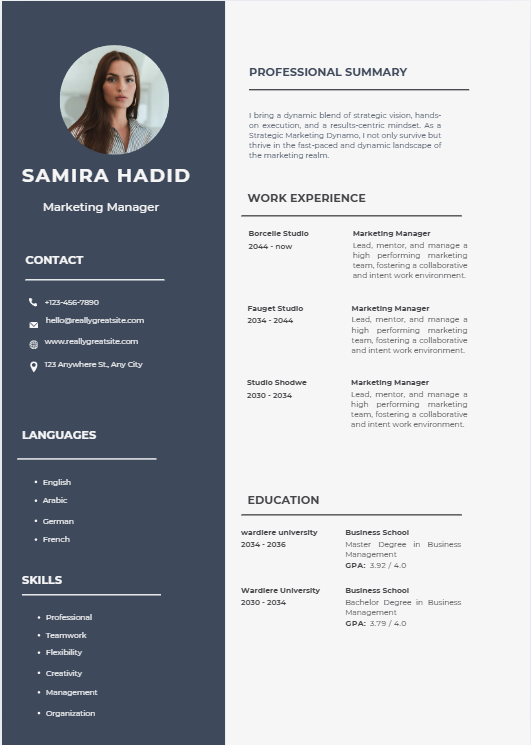 SAMIRA HADID
Marketing Manager
CONTACT
+123-456-7890
hello@reallygreatsite.com
www.reallygreatsite.com
123 Anywhere St., Any City
LANGUAGES
• English
• Arabic
• German
• French
SKILLS
• Professional
• Teamwork
• Flexibility
• Creativity
• Management
• Organization
PROFESSIONAL SUMMARY
I bring a dynamic blend of strategic vision, hands-
on execution, and a results-centric mindset. As a
Strategic Marketing Dynamo, I not only survive but
thrive in the fast-paced and dynamic landscape of
the marketing realm.
WORK EXPERIENCE
Borcelle Studio
2044 - now
Marketing Manager
Lead, mentor, and manage a
high performing marketing
team, fostering a collaborative
and intent work environment.
Fauget Studio
2034 - 2044
Marketing Manager
Lead, mentor, and manage a
high performing marketing
team, fostering a collaborative
and intent work environment.
Studio Shodwe
2030 - 2034
Marketing Manager
Lead, mentor, and manage a
high performing marketing
team, fostering a collaborative
and intent work environment.
EDUCATION
wardiere university
2034 - 2036
Business School
Master Degree in Business
Management
GPA: 3.92 / 4.0
Wardiere University
2030 - 2034
Business School
Bachelor Degree in Business
Management
GPA: 3.79 / 4.0